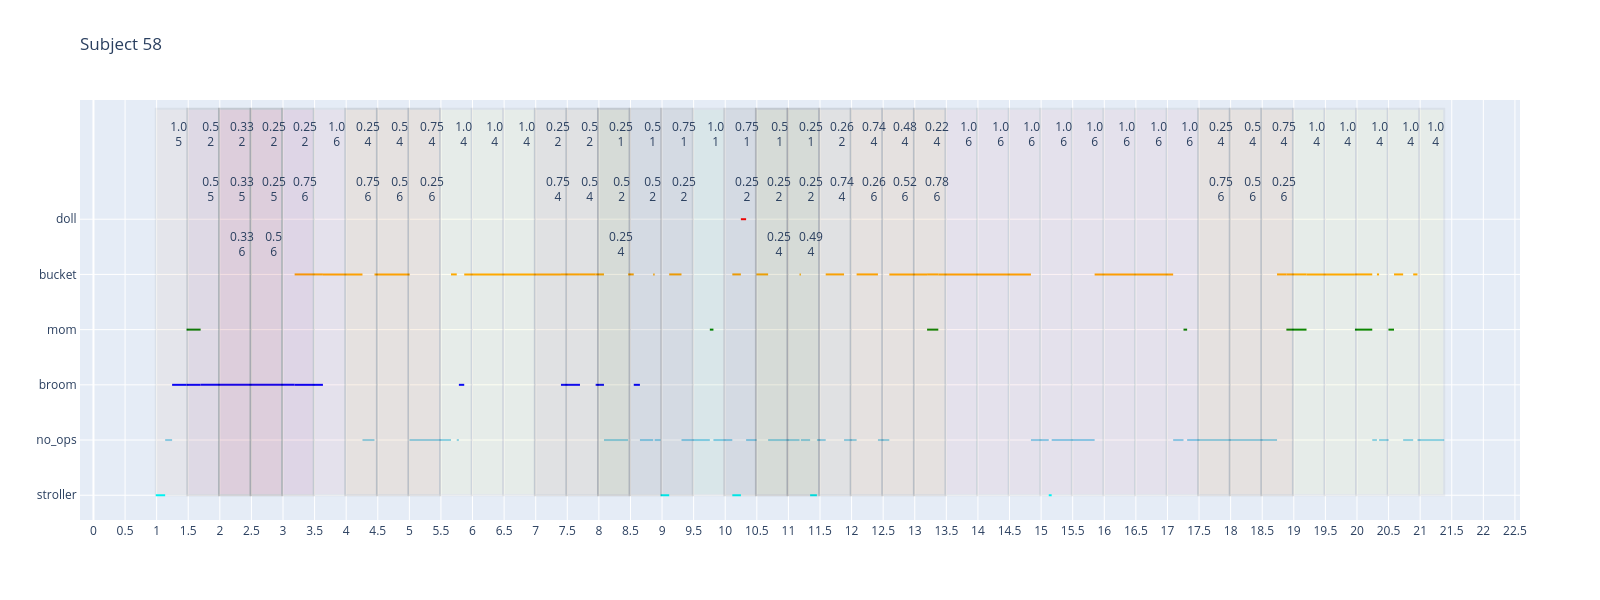 Subject 58
1.0 0.5 0.33 0.25 0.25 1.0 0.25 0.5 0.75 1.0 1.0 1.0 0.25 0.5 0.25 0.5 0.75 1.0 0.75 0.5 0.25 0.26 0.74 0.48 0.22 1.0 1.0 1.0 1.0 1.0 1.0 1.0 1.0 0.25 0.5 0.75 1.0 1.0 1.0 1.0 1.0
5 2 2 2 2 6 4 4 4 4 4 4 2 2 1 1 1 1 1 1 1 2 4 4 4 6 6 6 6 6 6 6 6 4 4 4 4 4 4 4 4
0.5 0.33 0.25 0.75 0.75 0.5 0.25 0.75 0.5 0.5 0.5 0.25 0.25 0.25 0.25 0.74 0.26 0.52 0.78 0.75 0.5 0.25
5 5 5 6 6 6 6 4 4 2 2 2 2 2 2 4 6 6 6 6 6 6
doll
0.33 0.5 0.25 0.25 0.49
6 6 4 4 4
bucket
mom
broom
no_ops
stroller
0 0.5 1 1.5 2 2.5 3 3.5 4 4.5 5 5.5 6 6.5 7 7.5 8 8.5 9 9.5 10 10.5 11 11.5 12 12.5 13 13.5 14 14.5 15 15.5 16 16.5 17 17.5 18 18.5 19 19.5 20 20.5 21 21.5 22 22.5